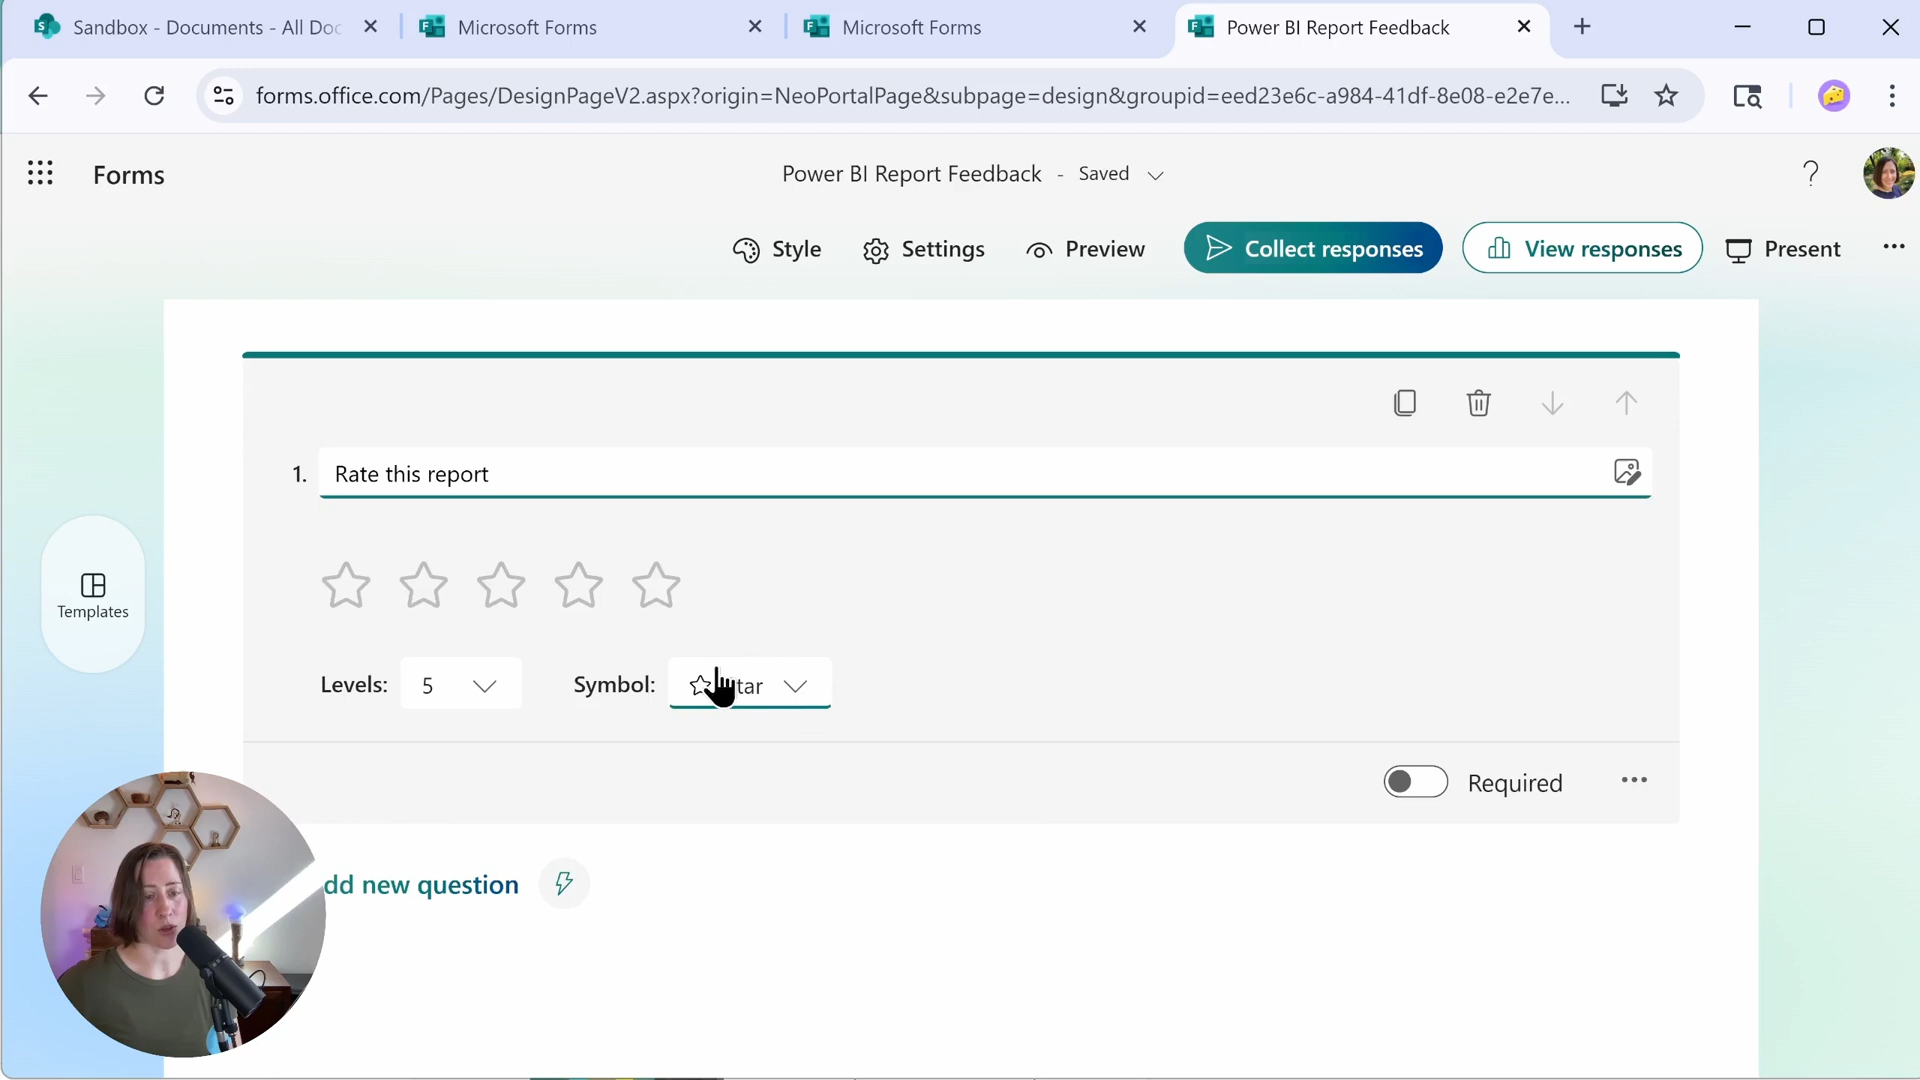 Sandbox - Documents - All Doc
Microsoft Forms
Microsoft Forms
Power BI Report Feedback
forms.office.com/Pages/DesignPageV2.aspx?origin=NeoPortalPage&subpage=design&groupid=eed23e6c-a984-41df-8e08-e2e7e...
Forms
Power BI Report Feedback - Saved
?
Style
Settings
Preview
Collect responses
View responses
Present
1. Rate this report
Templates
Levels: 5
Symbol: tar
Required
dd new question